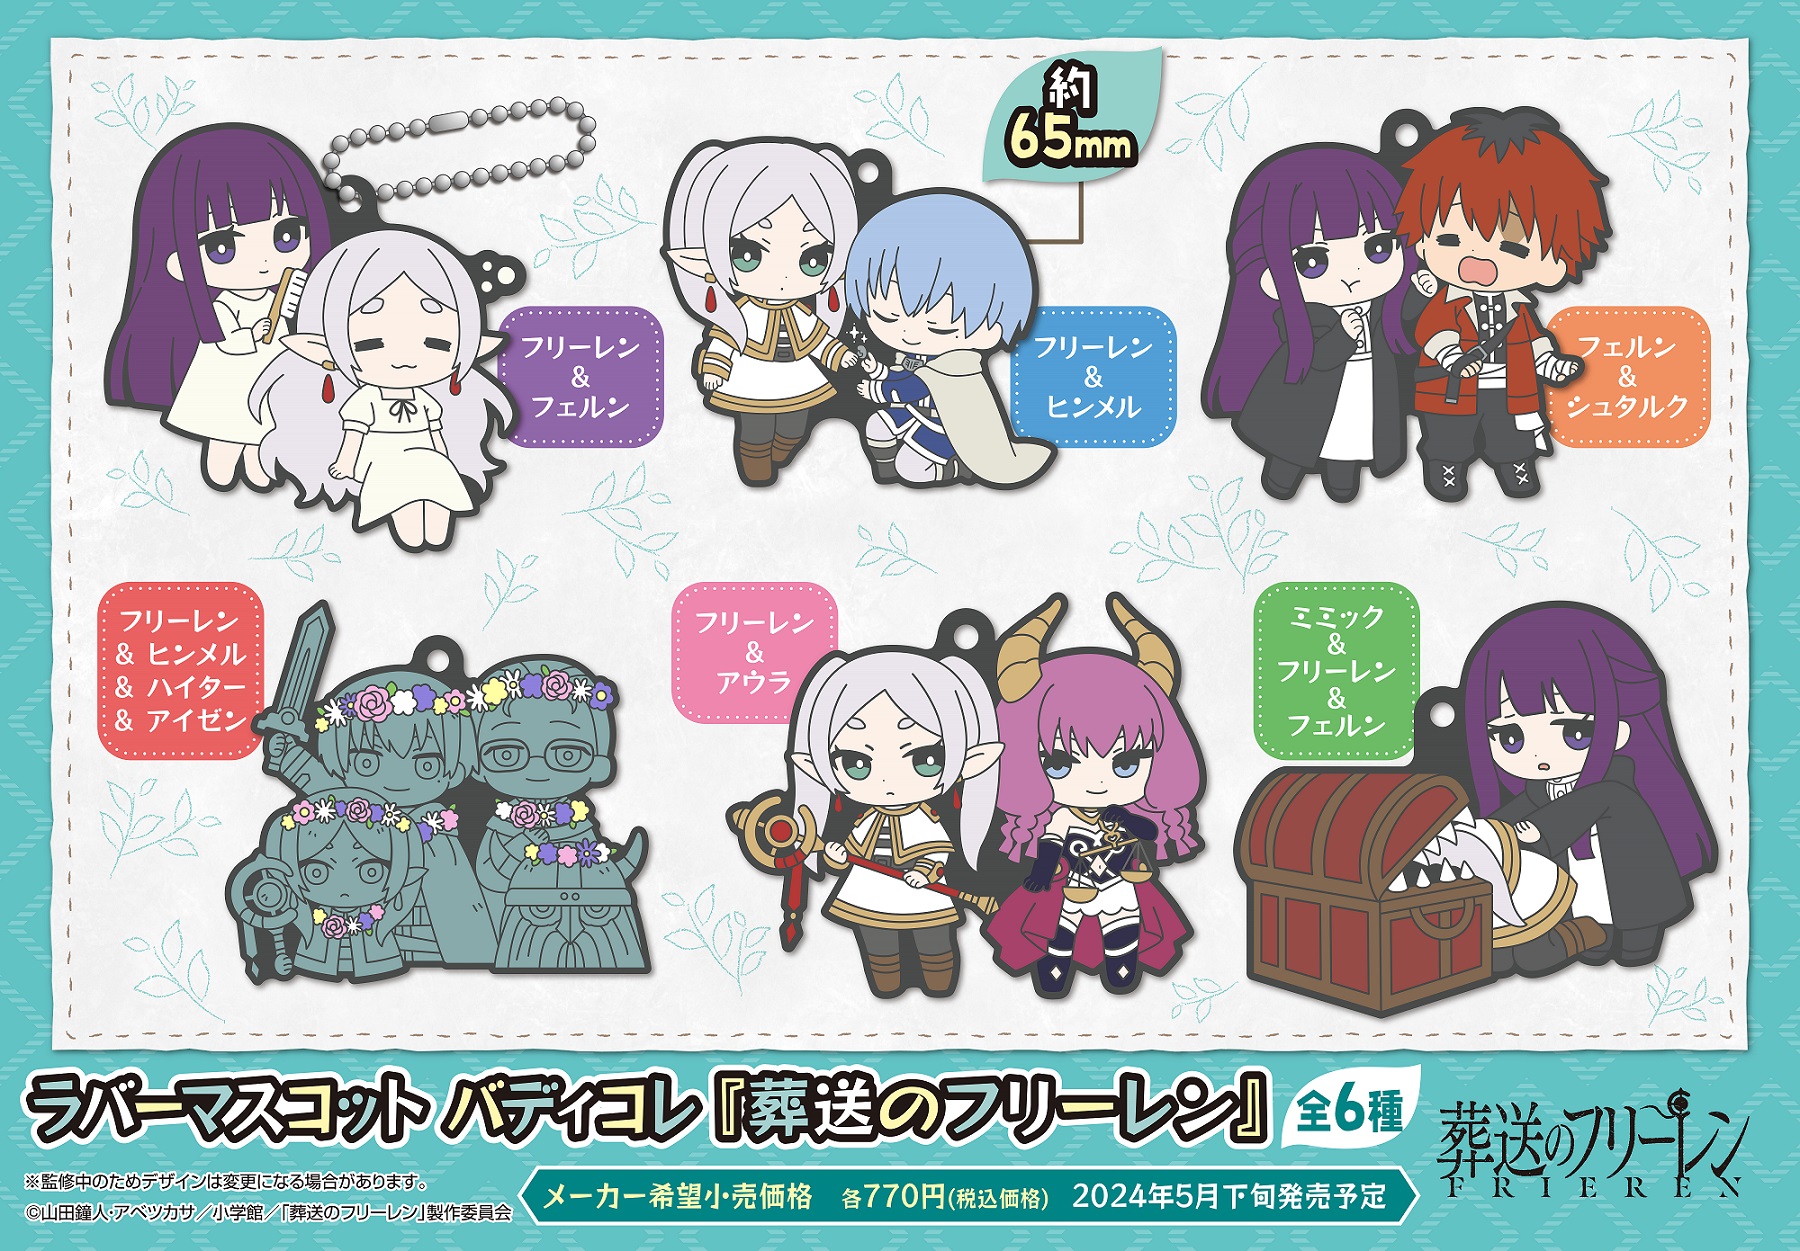 約
65mm
フリーレン
&
フェルン
フリーレン
&
ヒンメル
フェルン
&
シュタルク
フリーレン
& ヒンメル
& ハイター
& アイゼン
フリーレン
&
アウラ
ミミック
&
フリーレン
&
フェルン
ラバーマスコット バディコレ『葬送のフリーレン』
全6種
葬送のフリーレン
FRIEREN
※監修中のためデザインは変更になる場合があります。
©山田鐘人・アベツカサ／小学館／「葬送のフリーレン」製作委員会
メーカー希望小売価格 各770円(税込価格) 2024年5月下旬発売予定